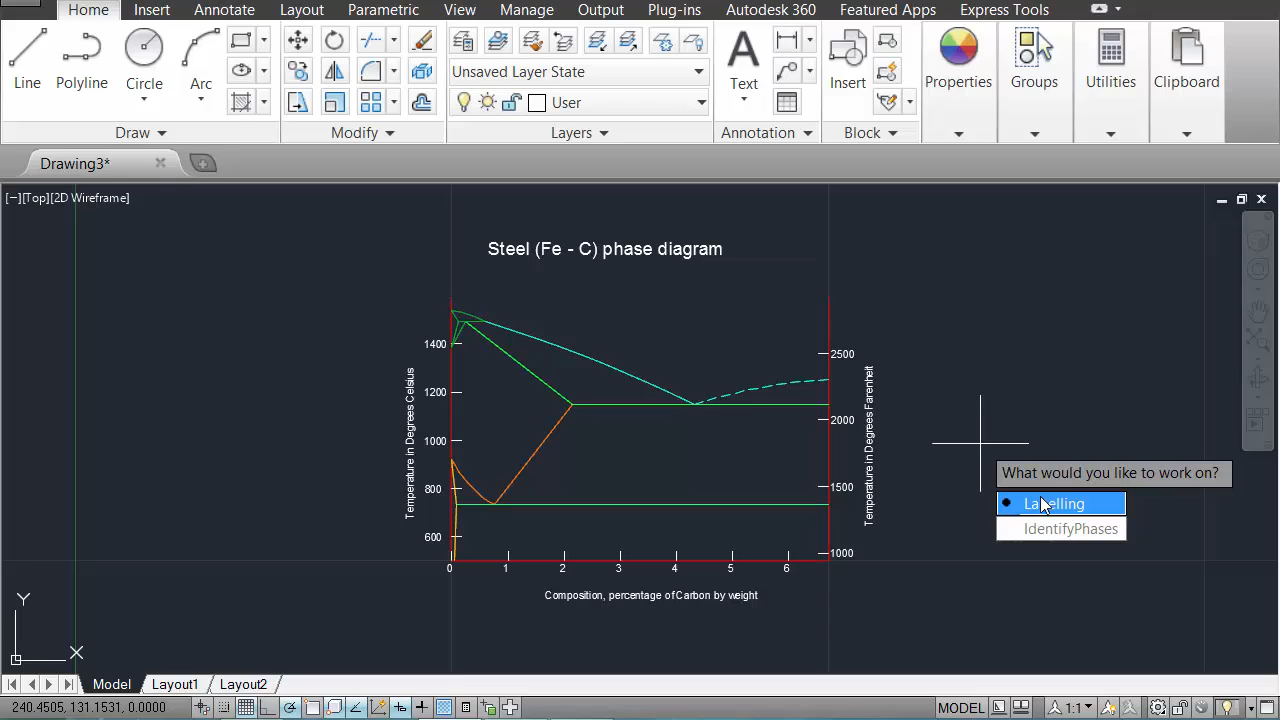 Home Insert Annotate Layout Parametric View Manage Output Plug-ins Autodesk 360 Featured Apps Express Tools
Line Polyline Circle Arc
Unsaved Layer State
User
Text
Insert
Properties Groups Utilities Clipboard
Draw Modify Layers Annotation Block
Drawing3*
[−][Top][2D Wireframe]
Steel (Fe - C) phase diagram
1400
1200
1000
800
600
Temperature in Degrees Celsius
2500
2000
1500
1000
Temperature in Degrees Farenheit
0 1 2 3 4 5 6
Composition, percentage of Carbon by weight
What would you like to work on?
Labelling
IdentifyPhases
Y
X
Model Layout1 Layout2
240.4505, 131.1531, 0.0000
MODEL
1:1